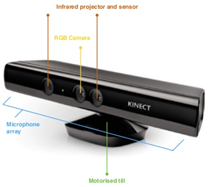 Infrared projector and sensor
RGB Camera
KINECT
Microphone
array
Motorised tilt